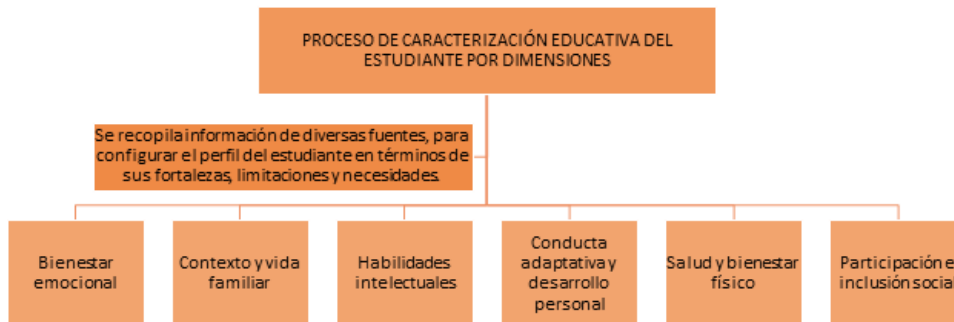 PROCESO DE CARACTERIZACIÓN EDUCATIVA DEL
ESTUDIANTE POR DIMENSIONES
Se recopila información de diversas fuentes, para
configurar el perfil del estudiante en términos de
sus fortalezas, limitaciones y necesidades.
Bienestar
emocional
Contexto y vida
familiar
Habilidades
intelectuales
Conducta
adaptativa y
desarrollo
personal
Salud y bienestar
físico
Participación e
inclusión social